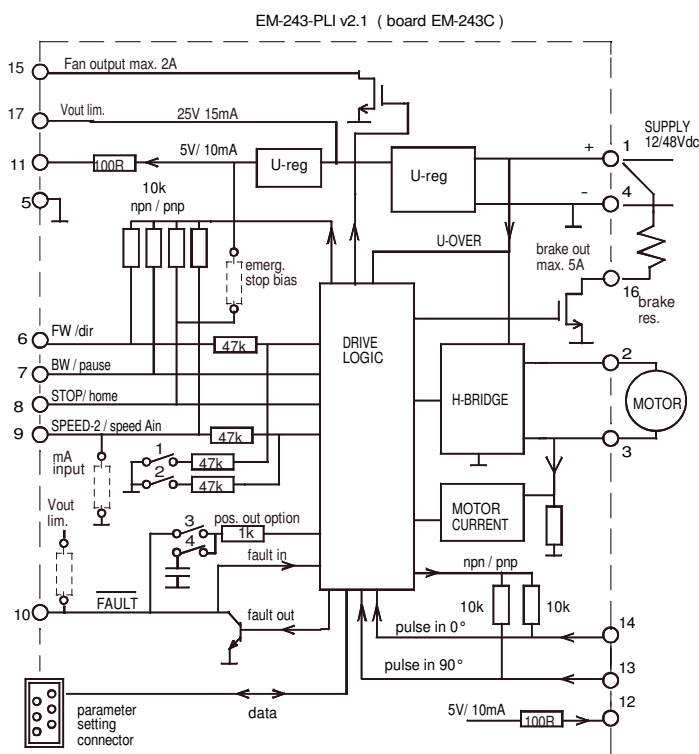 EM-243-PLI v2.1 ( board EM-243C )
15 Fan output max. 2A
17 Vout lim. 25V 15mA
11 100R 5V/ 10mA
U-reg
U-reg
+ 1 SUPPLY
12/48Vdc
- 4
5
10k
npn / pnp
U-OVER
emerg.
stop bias
brake out
max. 5A
16 brake
res.
6 FW /dir 47k
7 BW / pause
8 STOP/ home
9 SPEED-2 / speed Ain 47k
DRIVE
LOGIC
H-BRIDGE
2
MOTOR
3
mA
input
1 47k
2 47k
Vout
lim.
3 pos. out option
1k
4
fault in
MOTOR
CURRENT
npn / pnp
10k 10k
10 FAULT
fault out
pulse in 0° 14
pulse in 90° 13
12
5V/ 10mA 100R
parameter
setting
connector
data